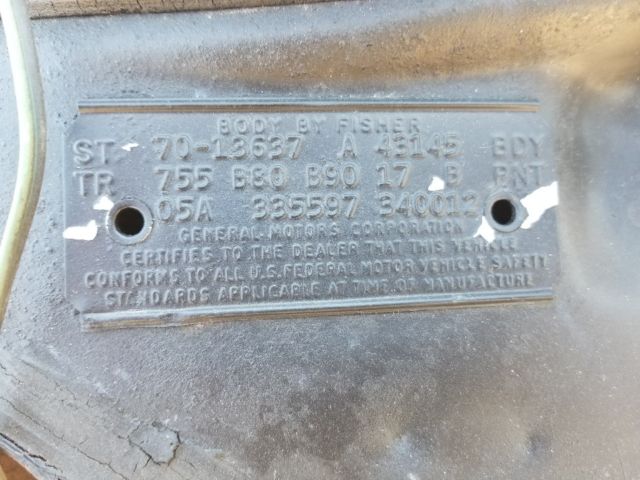 BODY BY FISHER
ST 70-13637 A 43145 BDY
TR 755 B80 B90 17 B PNT
05A 335597 340012
GENERAL MOTORS CORPORATION
CERTIFIES TO THE DEALER THAT THIS VEHICLE
CONFORMS TO ALL U.S. FEDERAL MOTOR VEHICLE SAFETY
STANDARDS APPLICABLE AT TIME OF MANUFACTURE